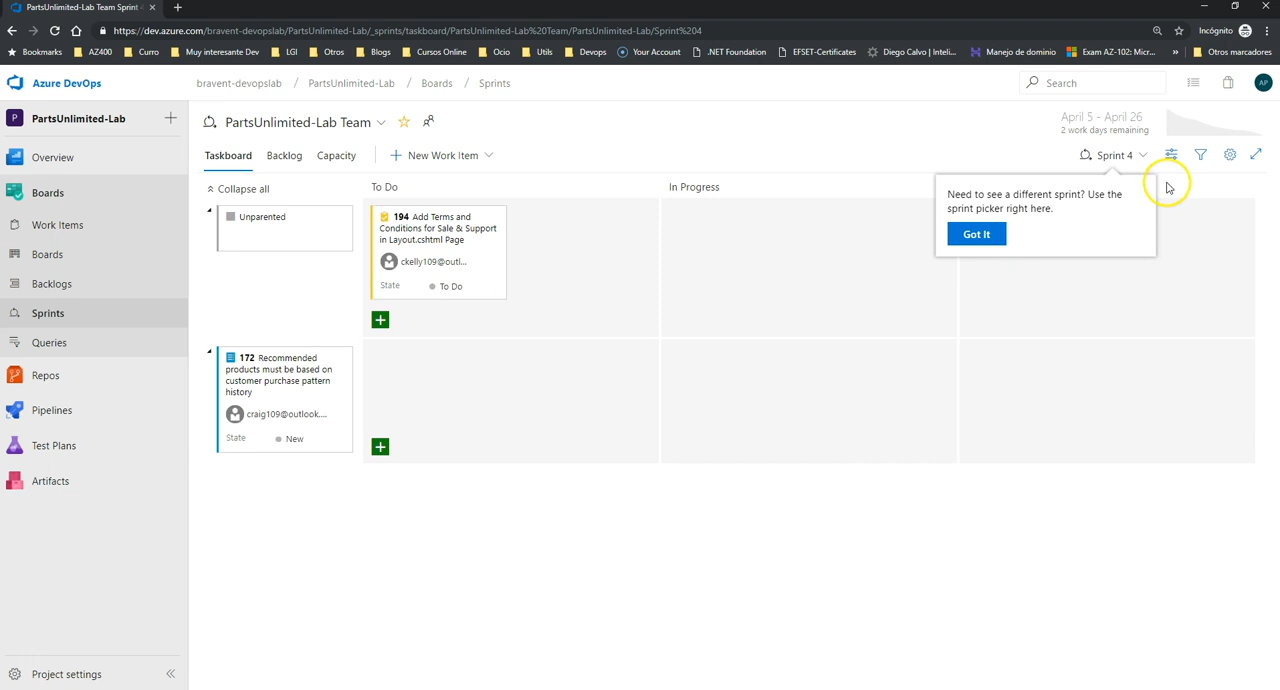 PartsUnlimited-Lab Team Sprint 4
https://dev.azure.com/bravent-devopslab/PartsUnlimited-Lab/_sprints/taskboard/PartsUnlimited-Lab%20Team/PartsUnlimited-Lab/Sprint%204
Incógnito
Bookmarks AZ400 Curro Muy interesante Dev LGI Otros Ocio Blogs Cursos Online Ocio Utils Devops Your Account .NET Foundation EFSET-Certificates Diego Calvo | Inteli... Manejo de dominio Exam AZ-102: Micr... » Otros marcadores
Azure DevOps
bravent-devopslab / PartsUnlimited-Lab / Boards / Sprints
Search
AP
P PartsUnlimited-Lab
PartsUnlimited-Lab Team
April 5 - April 26
2 work days remaining
Overview
Boards
Work Items
Boards
Backlogs
Sprints
Queries
Repos
Pipelines
Test Plans
Artifacts
Project settings
Taskboard Backlog Capacity New Work Item
Sprint 4
Collapse all
To Do
In Progress
Need to see a different sprint? Use the
sprint picker right here.
Got It
Unparented
194 Add Terms and
Conditions for Sale & Support
in Layout.cshtml Page
ckelly109@outl...
State To Do
172 Recommended
products must be based on
customer purchase pattern
history
craig109@outlook....
State New